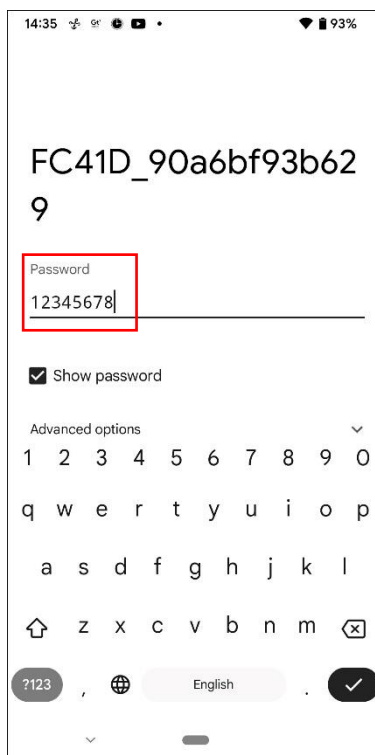 14:35 93%
FC41D_90a6bf93b62
9
Password
12345678
Show password
Advanced options
1 2 3 4 5 6 7 8 9 0
q w e r t y u i o p
a s d f g h j k l
z x c v b n m
?123 , English .